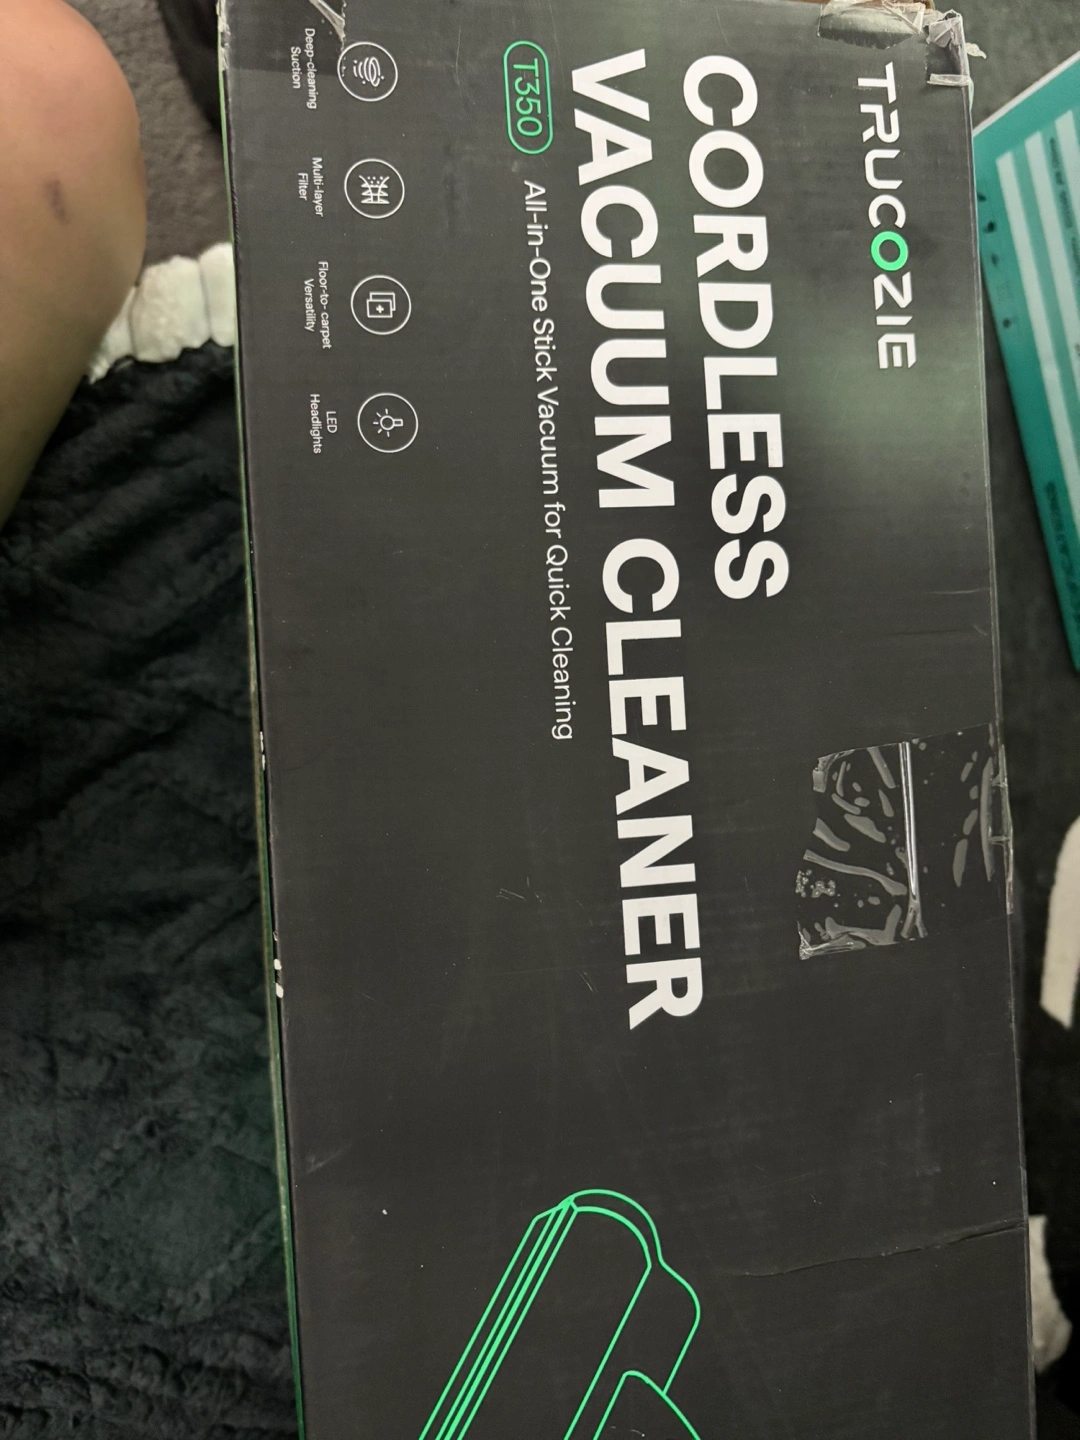 TRUCOZIE
CORDLESS
VACUUM CLEANER
T350
All-in-One Stick Vacuum for Quick Cleaning
Deep-cleaning
Suction
Multi-layer
Filter
Floor-to- carpet
Versatility
LED
Headlights